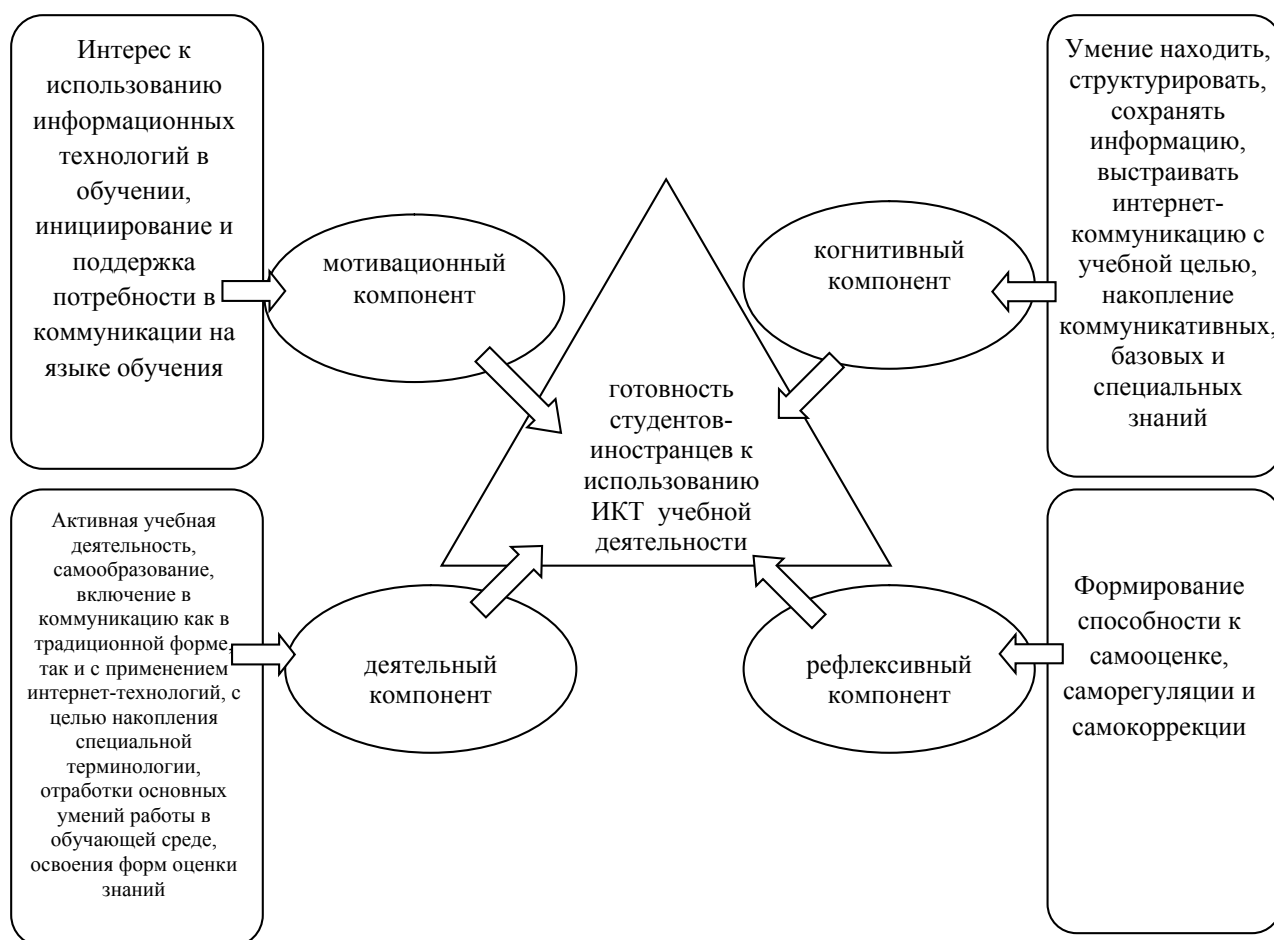 Интерес к
использованию
информационных
технологий в
обучении,
инициирование и
поддержка
потребности в
коммуникации на
языке обучения
мотивационный
компонент
когнитивный
компонент
Умение находить,
структурировать,
сохранять
информацию,
выстраивать
интернет-
коммуникацию с
учебной целью,
накопление
коммуникативных,
базовых и
специальных
знаний
готовность
студентов-
иностранцев к
использованию
ИКТ учебной
деятельности
Активная учебная
деятельность,
самообразование,
включение в
коммуникацию как в
традиционной форме,
так и с применением
интернет-технологий, с
целью накопления
специальной
терминологии,
отработки основных
умений работы в
обучающей среде,
освоения форм оценки
знаний
деятельный
компонент
рефлексивный
компонент
Формирование
способности к
самооценке,
саморегуляции и
самокоррекции